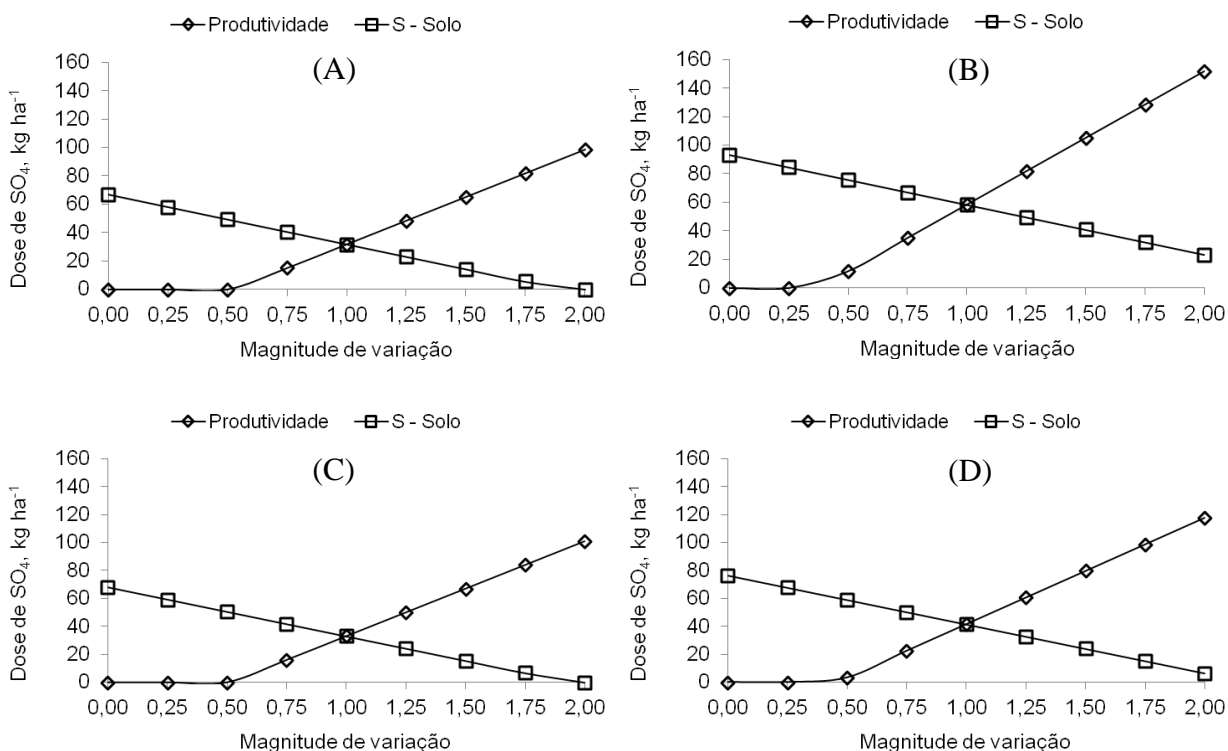 Produtividade S - Solo
(A)
Dose de SO₄, kg ha⁻¹
160
140
120
100
80
60
40
20
0
0,00 0,25 0,50 0,75 1,00 1,25 1,50 1,75 2,00
Magnitude de variação
Produtividade S - Solo
(B)
Dose de SO₄, kg ha⁻¹
160
140
120
100
80
60
40
20
0
0,00 0,25 0,50 0,75 1,00 1,25 1,50 1,75 2,00
Magnitude de variação
Produtividade S - Solo
(C)
Dose de SO₄, kg ha⁻¹
160
140
120
100
80
60
40
20
0
0,00 0,25 0,50 0,75 1,00 1,25 1,50 1,75 2,00
Magnitude de variação
Produtividade S - Solo
(D)
Dose de SO₄, kg ha⁻¹
160
140
120
100
80
60
40
20
0
0,00 0,25 0,50 0,75 1,00 1,25 1,50 1,75 2,00
Magnitude de variação